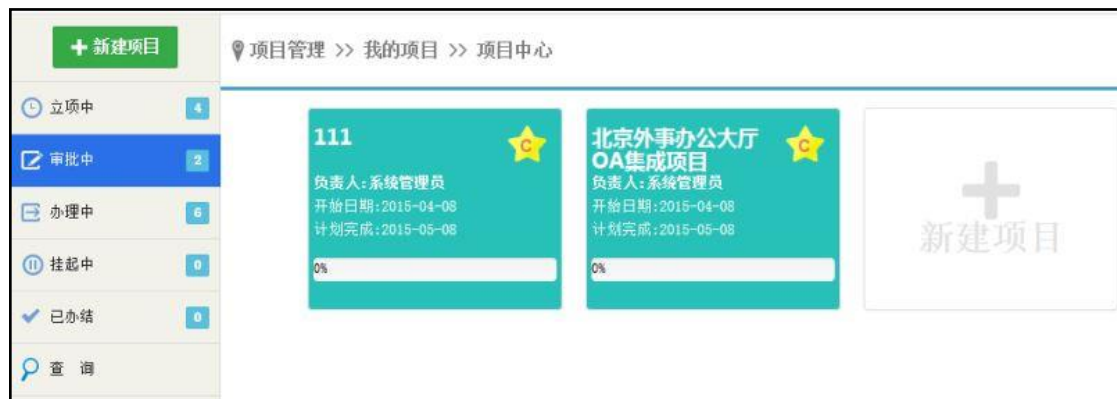 新建项目
项目管理 >> 我的项目 >> 项目中心
立项中 4
审批中 2
办理中 6
挂起中 0
已办结 0
查 询
111
C
负责人:系统管理员
开始日期:2015-04-08
计划完成:2015-05-08
0%
北京外事办公大厅
OA集成项目
C
负责人:系统管理员
开始日期:2015-04-08
计划完成:2015-05-08
0%
新建项目